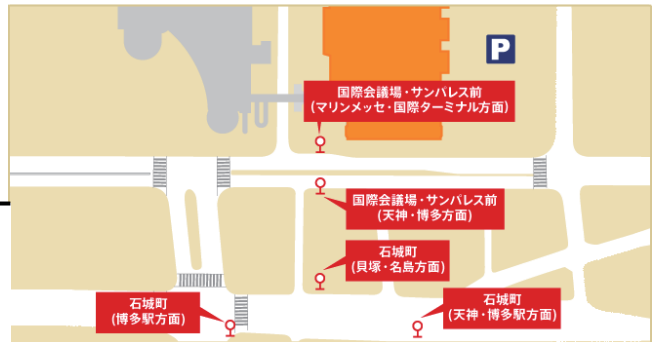 P
国際会議場・サンパレス前
(マリンメッセ・国際ターミナル方面)
国際会議場・サンパレス前
(天神・博多方面)
石城町
(貝塚・名島方面)
石城町
(博多駅方面)
石城町
(天神・博多駅方面)